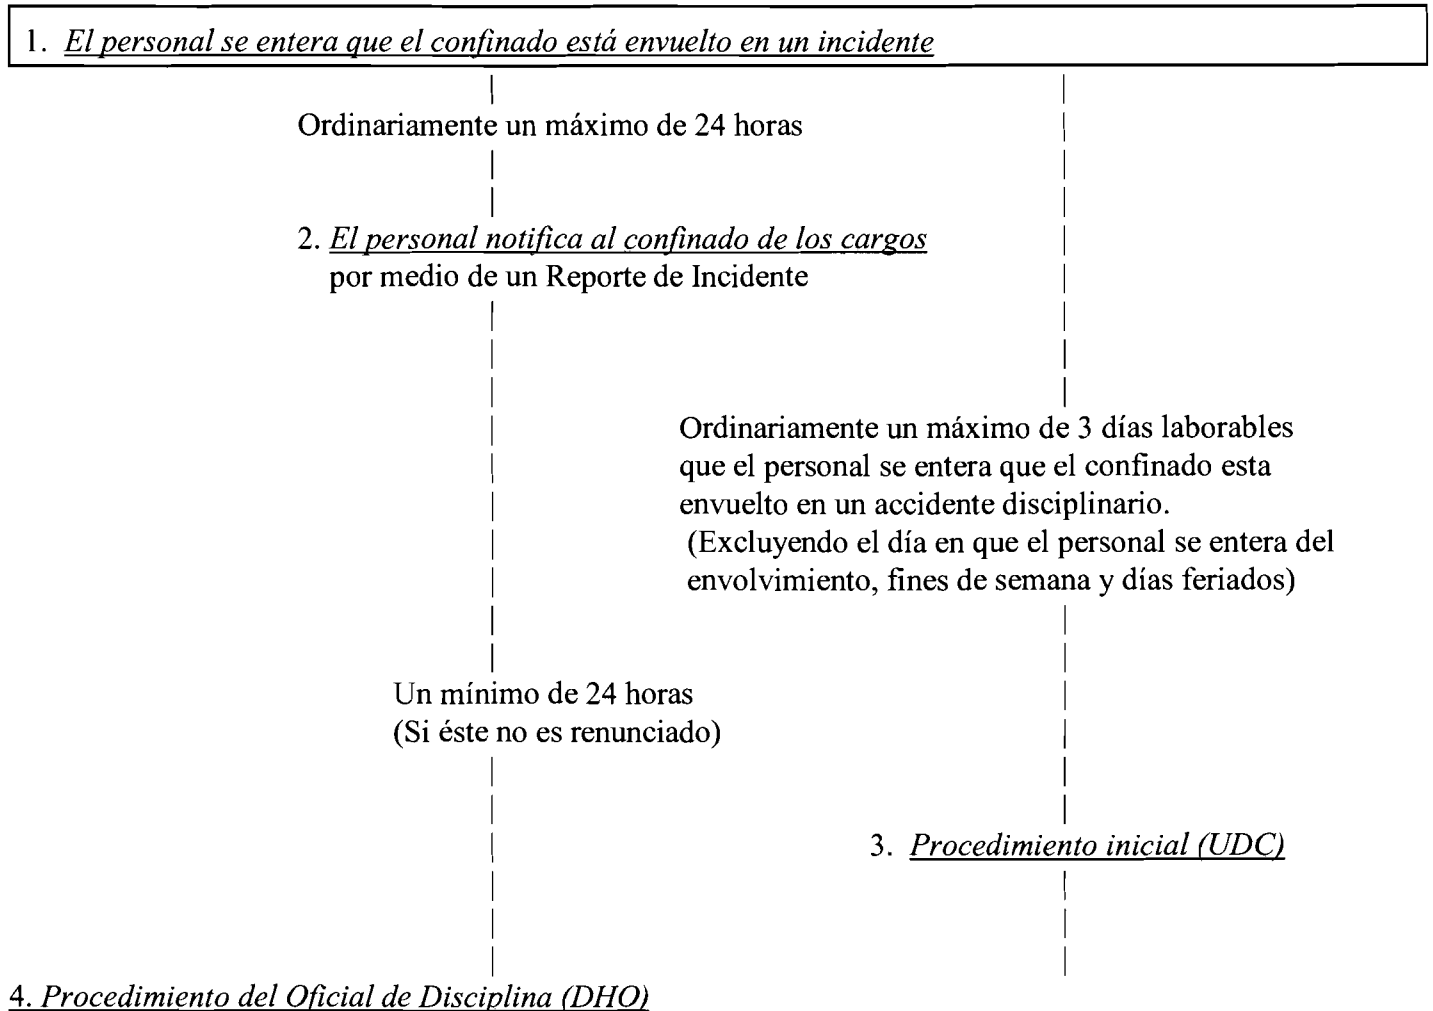 1. El personal se entera que el confinado está envuelto en un incidente
Ordinariamente un máximo de 24 horas
2. El personal notifica al confinado de los cargos
por medio de un Reporte de Incidente
Ordinariamente un máximo de 3 días laborables
que el personal se entera que el confinado esta
envuelto en un accidente disciplinario.
(Excluyendo el día en que el personal se entera del
envolvimiento, fines de semana y días feriados)
Un mínimo de 24 horas
(Si éste no es renunciado)
3. Procedimiento inicial (UDC)
4. Procedimiento del Oficial de Disciplina (DHO)